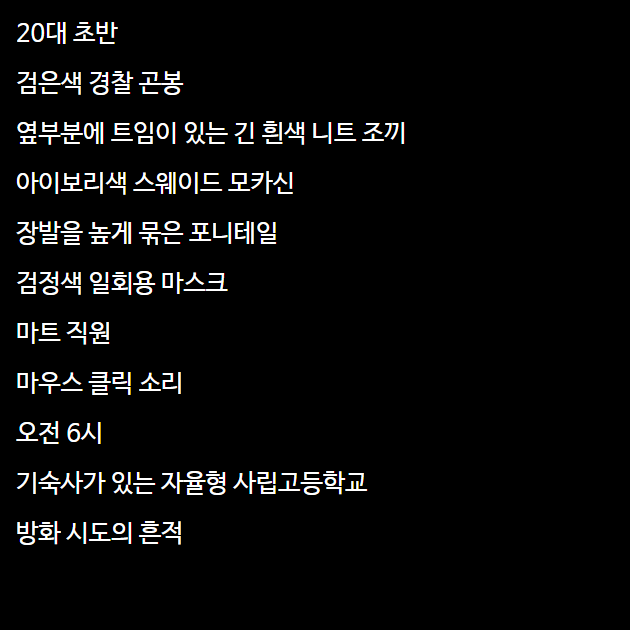 20대 초반
검은색 경찰 곤봉
옆부분에 트임이 있는 긴 흰색 니트 조끼
아이보리색 스웨이드 모카신
장발을 높게 묶은 포니테일
검정색 일회용 마스크
마트 직원
마우스 클릭 소리
오전 6시
기숙사가 있는 자율형 사립고등학교
방화 시도의 흔적